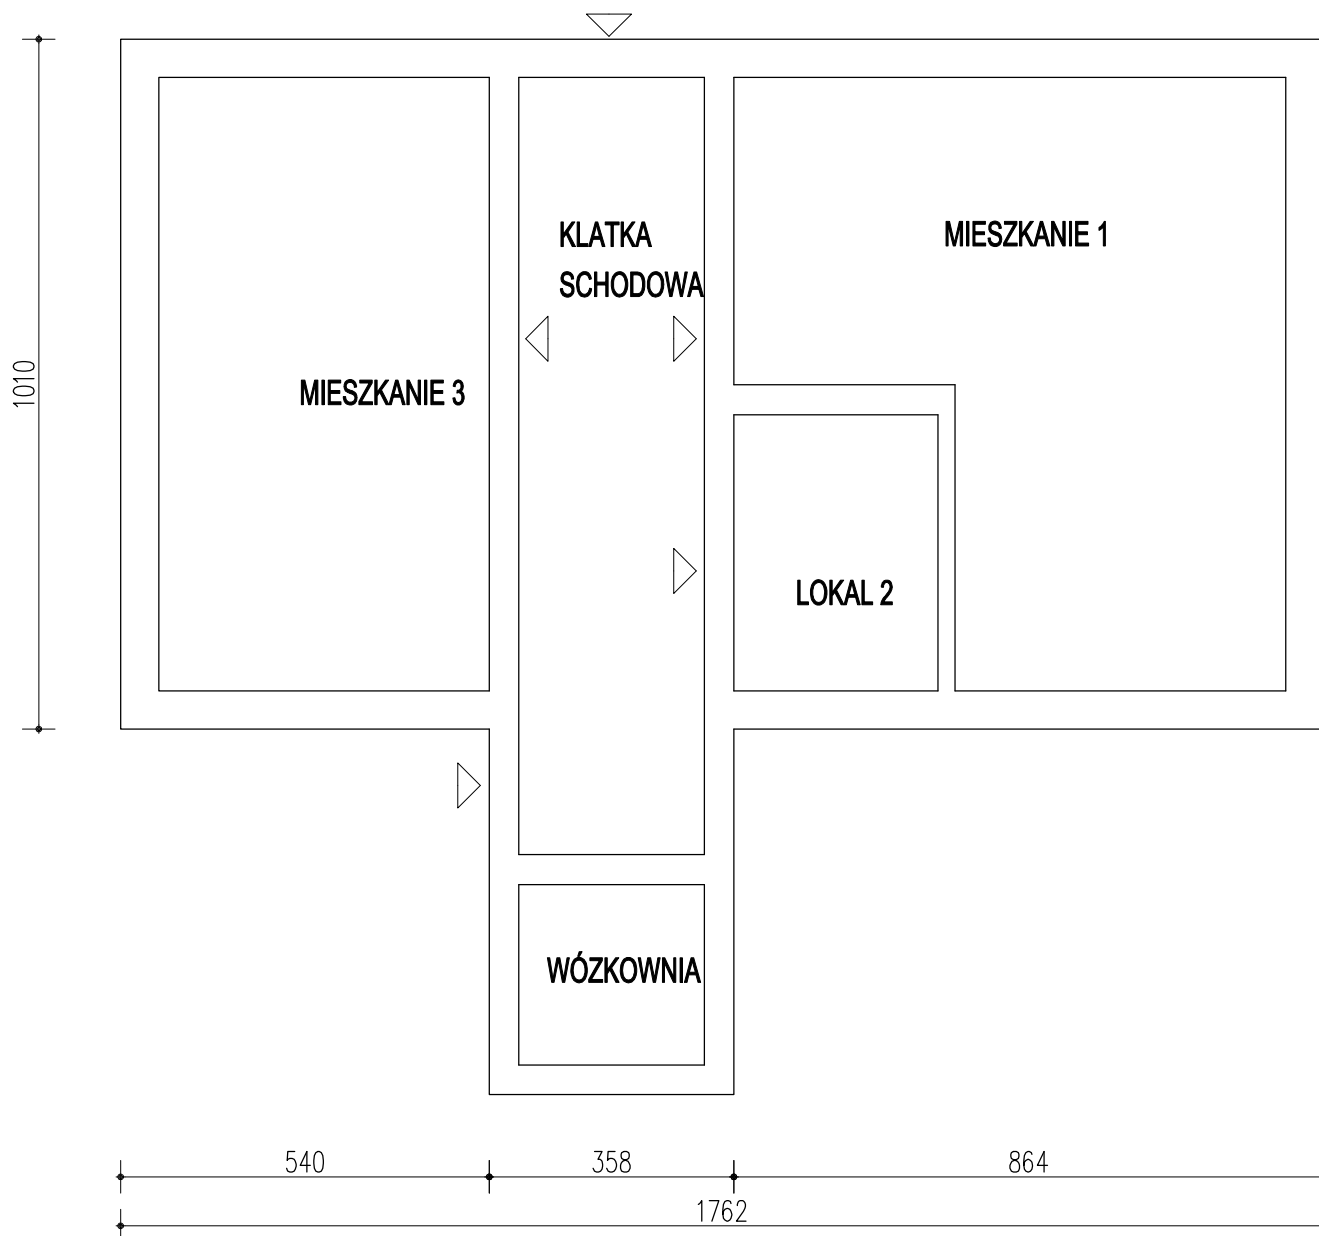 KLATKA
SCHODOWA
MIESZKANIE 1
1010
MIESZKANIE 3
LOKAL 2
WÓZKOWNIA
540
358
864
1762